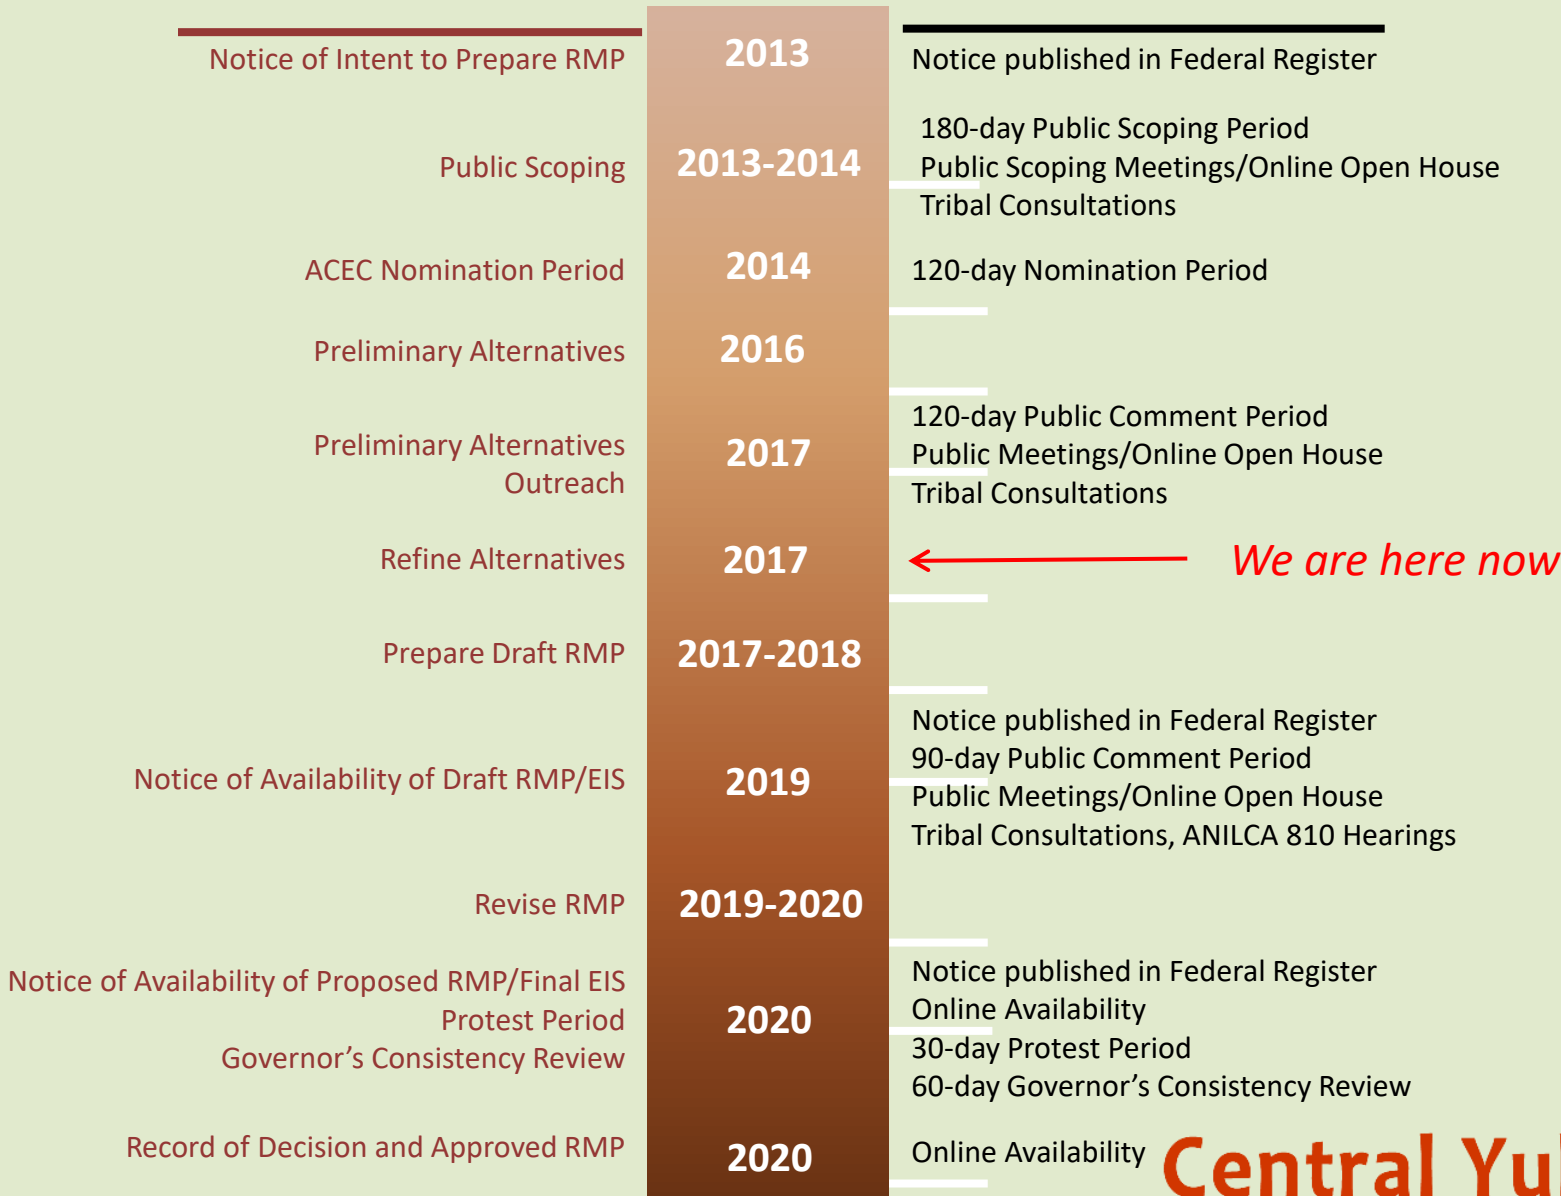 Notice of Intent to Prepare RMP
2013
Notice published in Federal Register
Public Scoping
2013-2014
180-day Public Scoping Period
Public Scoping Meetings/Online Open House
Tribal Consultations
ACEC Nomination Period
2014
120-day Nomination Period
Preliminary Alternatives
2016
Preliminary Alternatives
Outreach
2017
120-day Public Comment Period
Public Meetings/Online Open House
Tribal Consultations
Refine Alternatives
2017
We are here now
Prepare Draft RMP
2017-2018
Notice of Availability of Draft RMP/EIS
2019
Notice published in Federal Register
90-day Public Comment Period
Public Meetings/Online Open House
Tribal Consultations, ANILCA 810 Hearings
Revise RMP
2019-2020
Notice of Availability of Proposed RMP/Final EIS
Protest Period
Governor's Consistency Review
2020
Notice published in Federal Register
Online Availability
30-day Protest Period
60-day Governor's Consistency Review
Record of Decision and Approved RMP
2020
Online Availability
Central